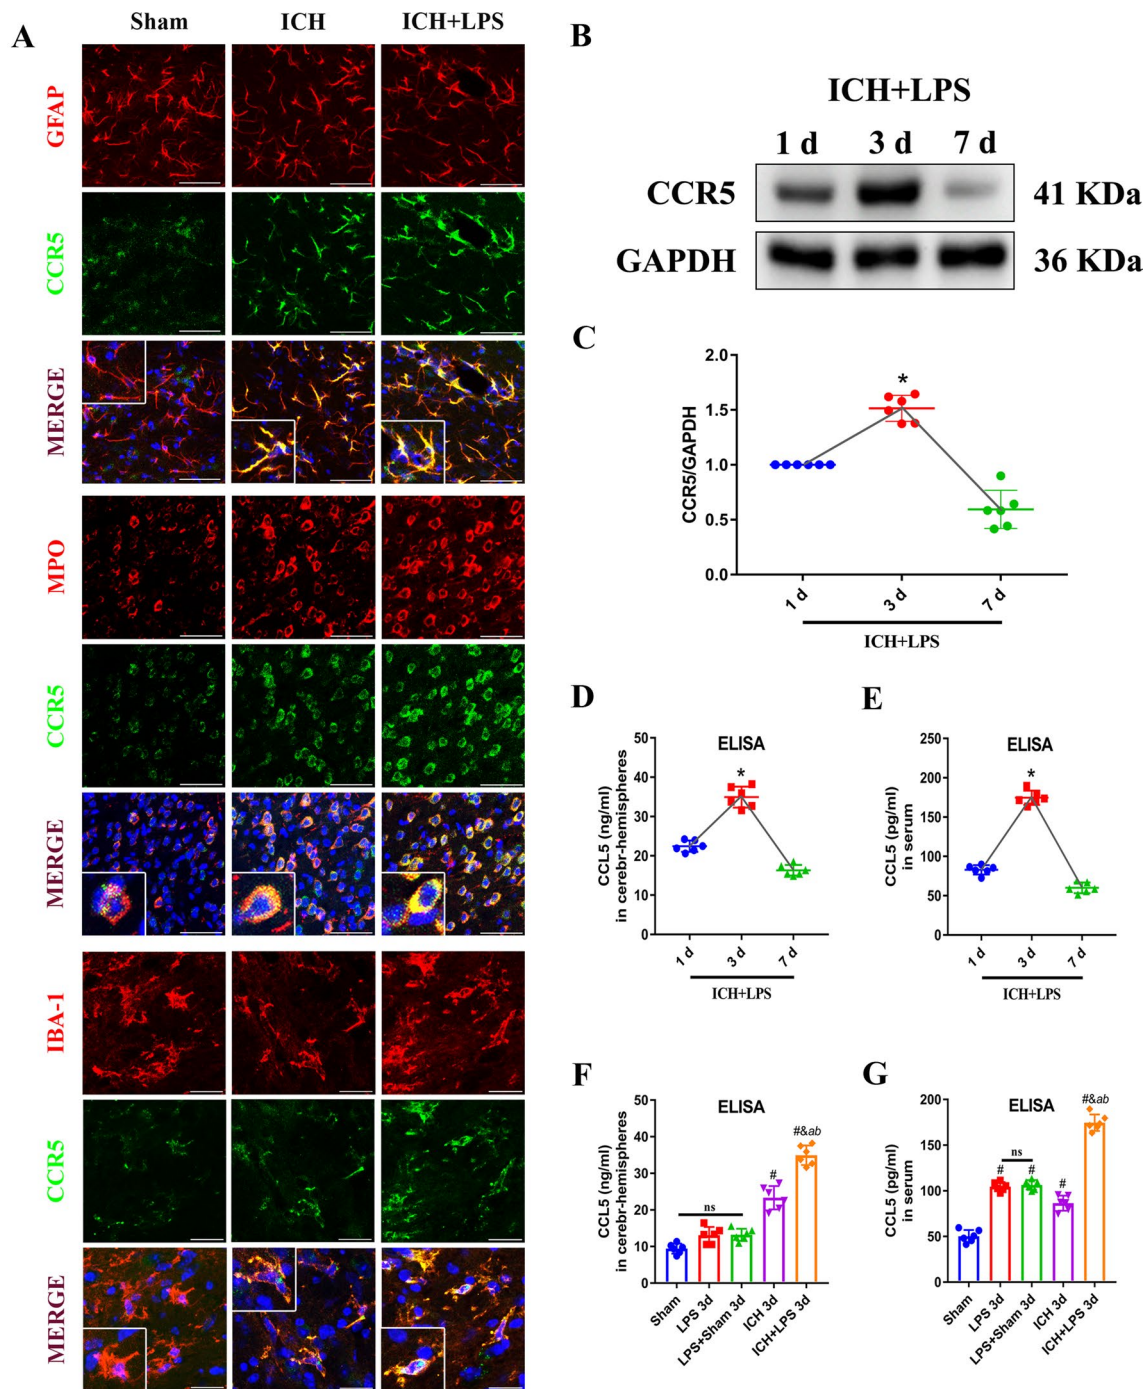 A
Sham
ICH
ICH+LPS
GFAP
CCR5
MERGE
MPO
CCR5
MERGE
IBA-1
CCR5
MERGE
B
ICH+LPS
1 d
3 d
7 d
CCR5
41 KDa
GAPDH
36 KDa
C
CCR5/GAPDH
2.0
1.5
1.0
0.5
0.0
*
1 d
3 d
7 d
ICH+LPS
D
ELISA
CCL5 (ng/ml)
in cerebr-hemispheres
50
40
30
20
10
0
*
1 d
3 d
7 d
ICH+LPS
E
ELISA
CCL5 (pg/ml)
in serum
250
200
150
100
50
0
*
1 d
3 d
7 d
ICH+LPS
F
ELISA
CCL5 (ng/ml)
in cerebr-hemispheres
50
40
30
20
10
0
ns
#
#&ab
Sham
LPS 3d
LPS+Sham 3d
ICH 3d
ICH+LPS 3d
G
ELISA
CCL5 (pg/ml)
in serum
200
150
100
50
0
ns
#
#
#
#&ab
Sham
LPS 3d
LPS+Sham 3d
ICH 3d
ICH+LPS 3d